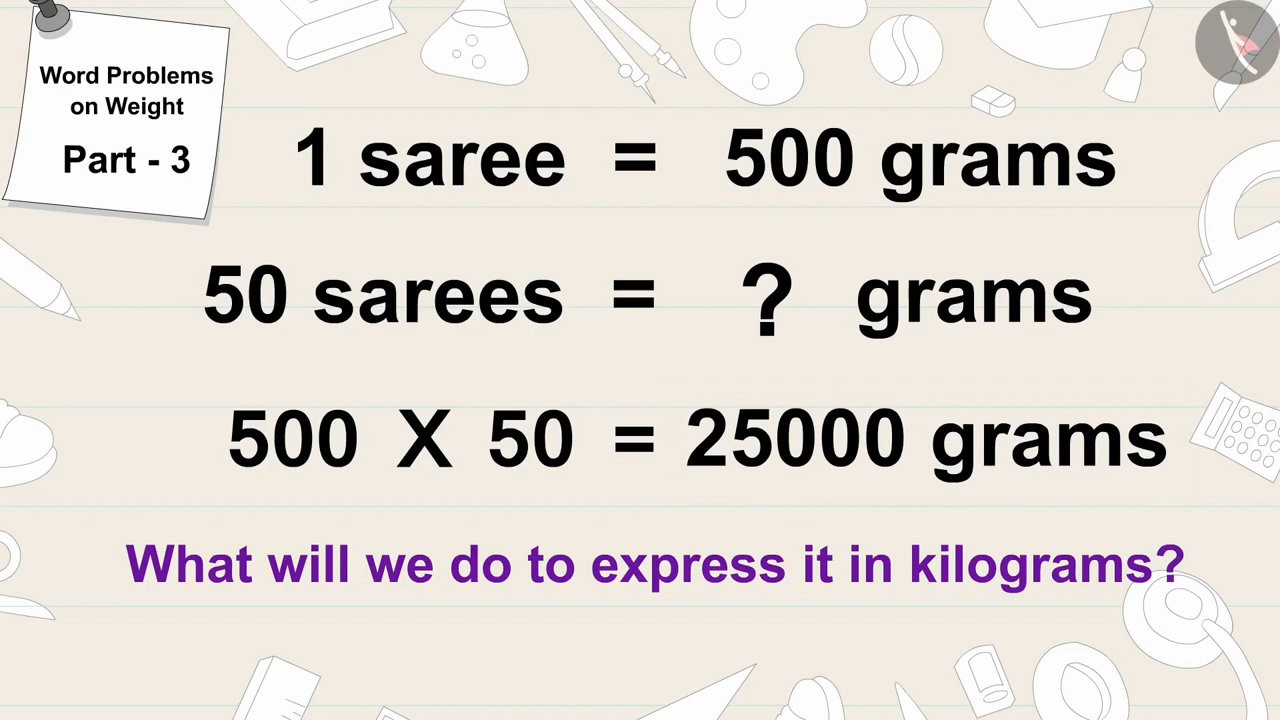 Word Problems
on Weight
Part - 3
1 saree = 500 grams
50 sarees = ? grams
500 X 50 = 25000 grams
What will we do to express it in kilograms?